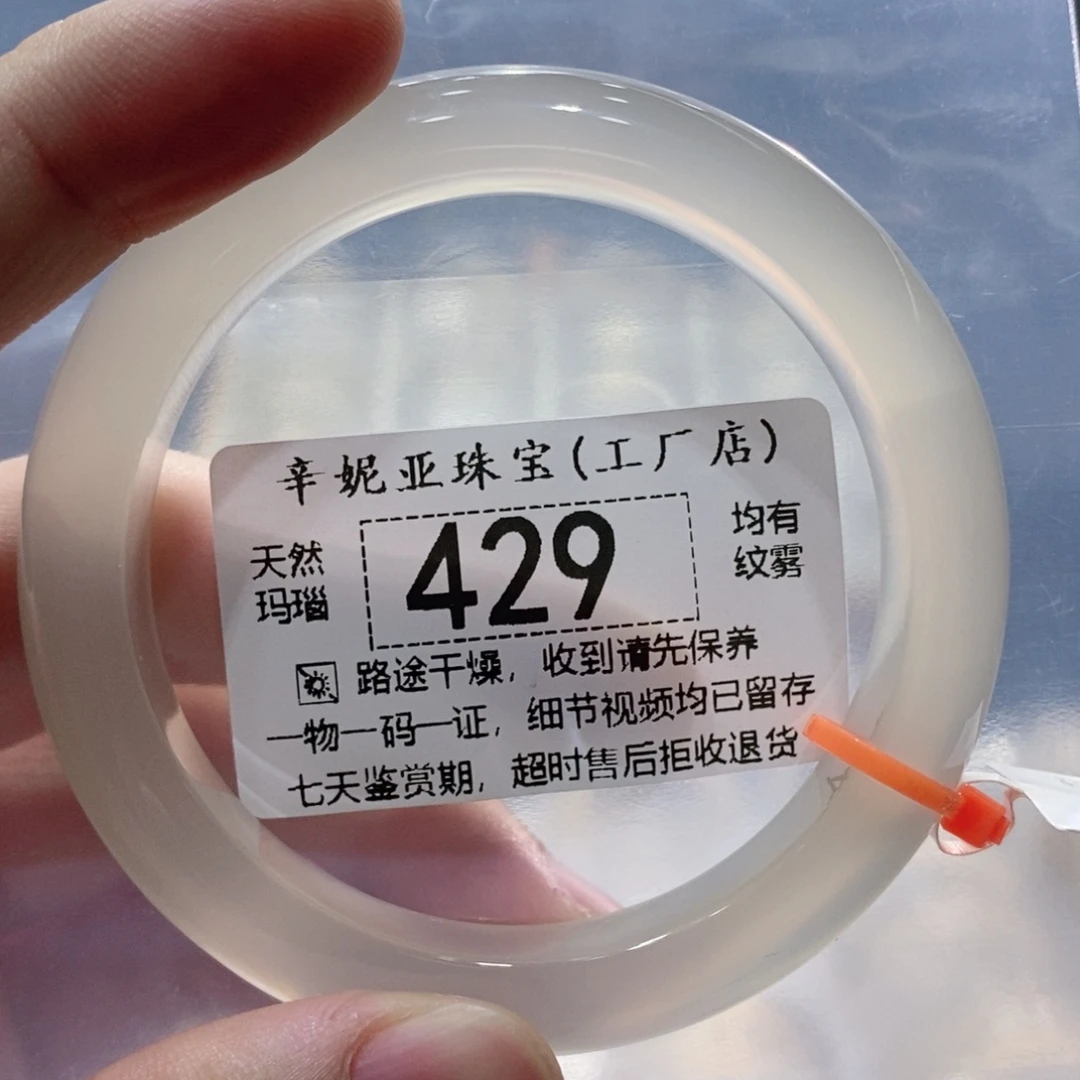 辛妮亚珠宝(工厂店)
天然
玛瑙
429
均有
纹雾
路途干燥，收到请先保养
一物一码一证，细节视频均已留存
七天鉴赏期，超时售后拒收退货